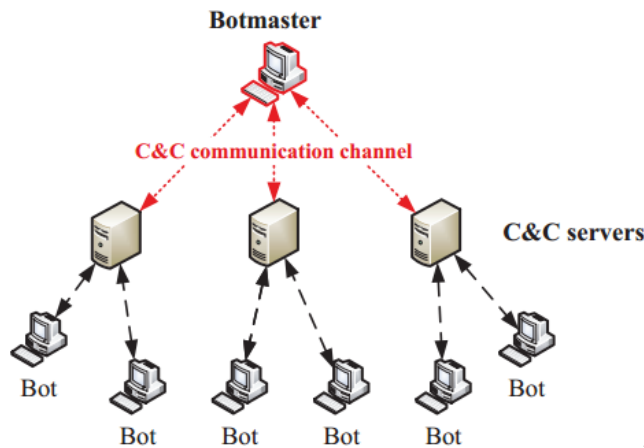 Botmaster
C&C communication channel
C&C servers
Bot
Bot
Bot
Bot
Bot
Bot